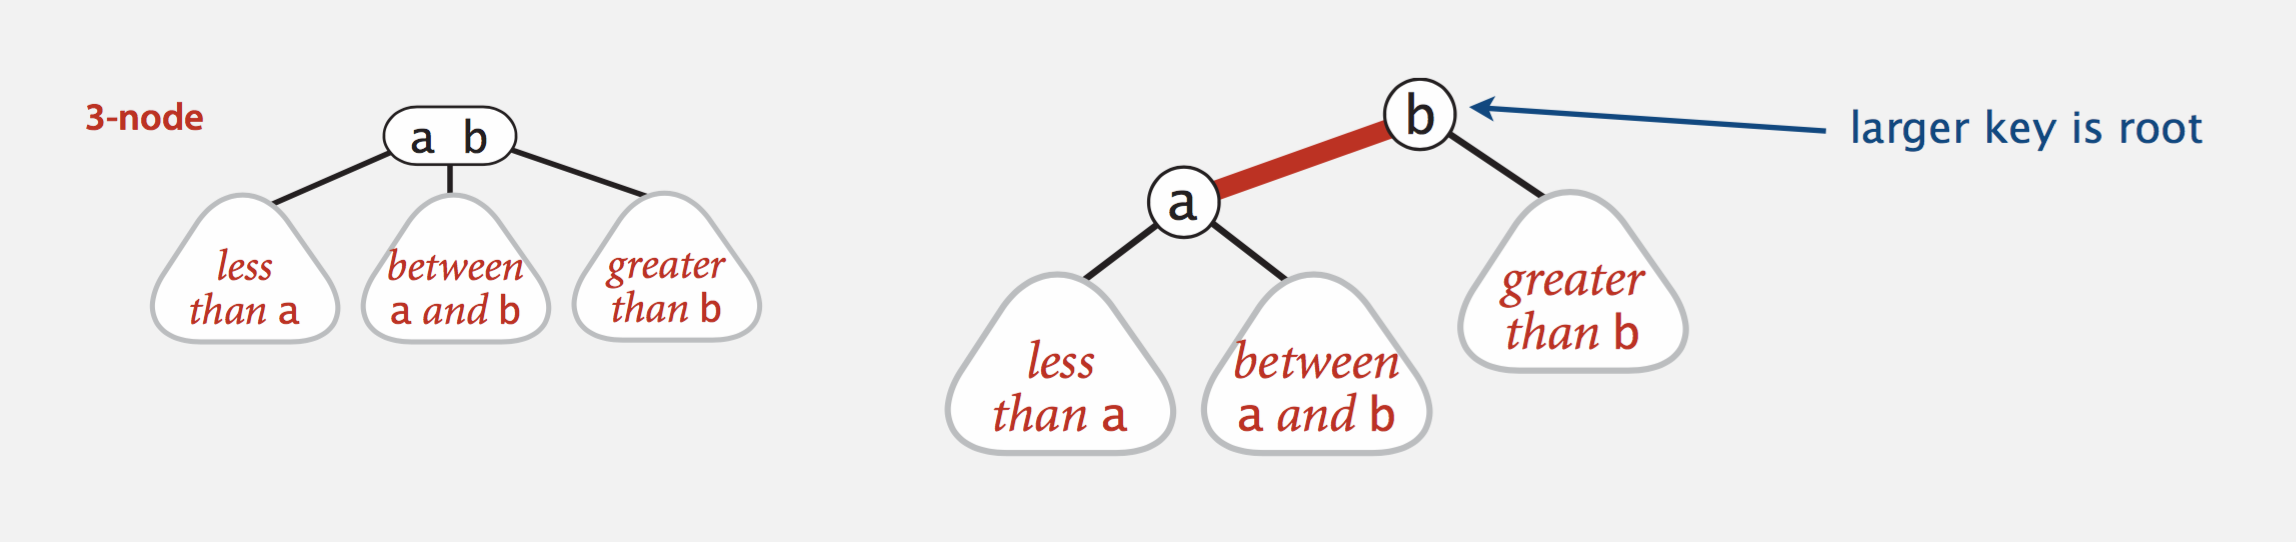 3-node
a b
less
than a
between
a and b
greater
than b
b
larger key is root
a
less
than a
between
a and b
greater
than b